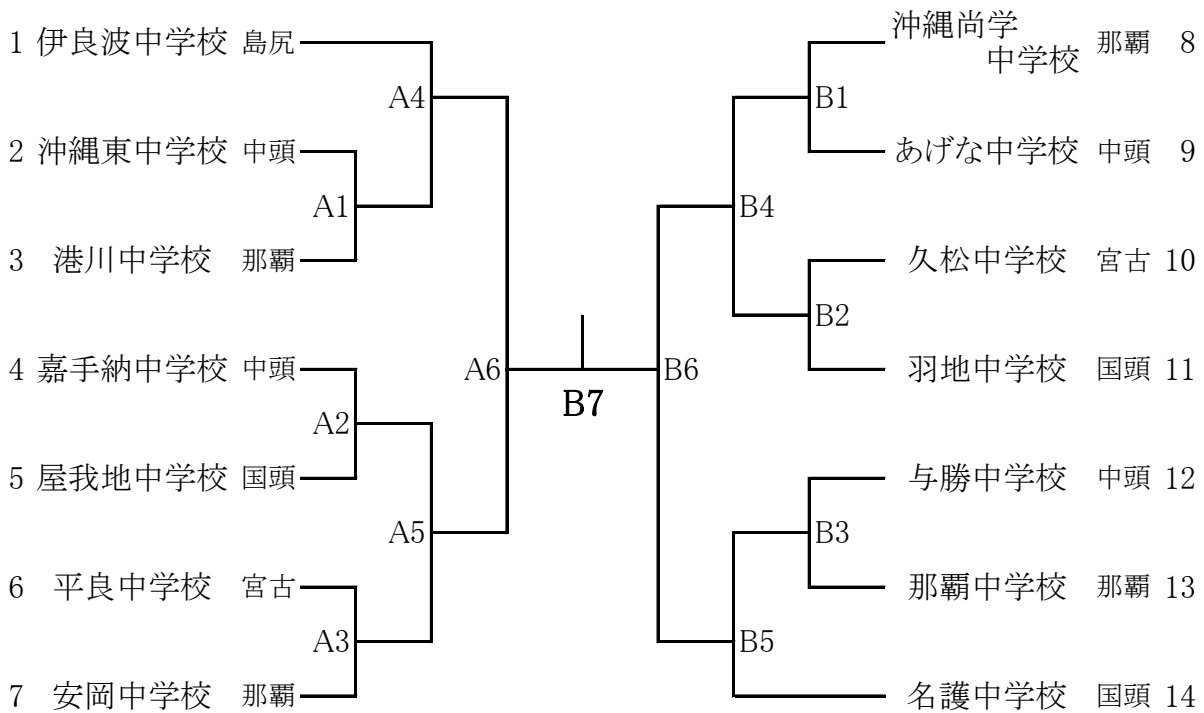 1 伊良波中学校 島尻
A4
2 沖縄東中学校 中頭
A1
3 港川中学校 那覇
A6
4 嘉手納中学校 中頭
A2
5 屋我地中学校 国頭
A5
6 平良中学校 宮古
A3
7 安岡中学校 那覇
B7
沖縄尚学
中学校 那覇 8
B1
あげな中学校 中頭 9
B4
久松中学校 宮古 10
B2
羽地中学校 国頭 11
B6
与勝中学校 中頭 12
B3
那覇中学校 那覇 13
B5
名護中学校 国頭 14